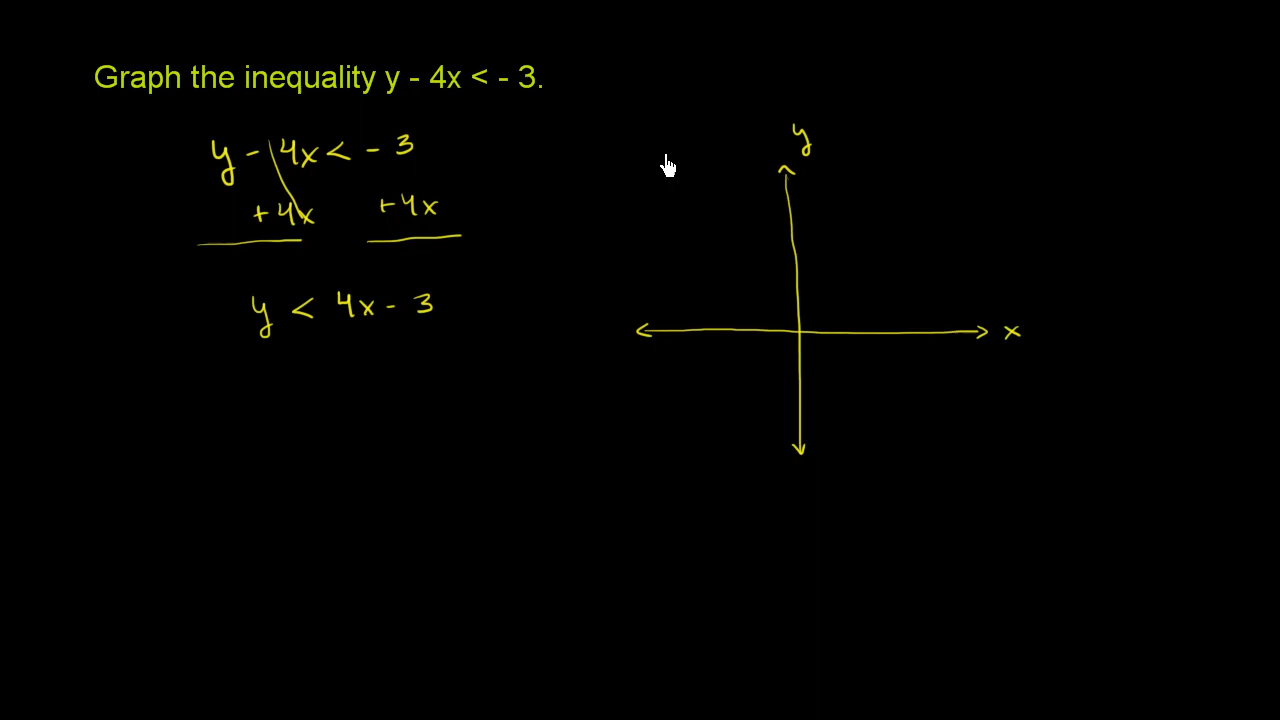 Graph the inequality y - 4x < - 3.
y - 4x < - 3
+4x +4x
y < 4x - 3
y
x